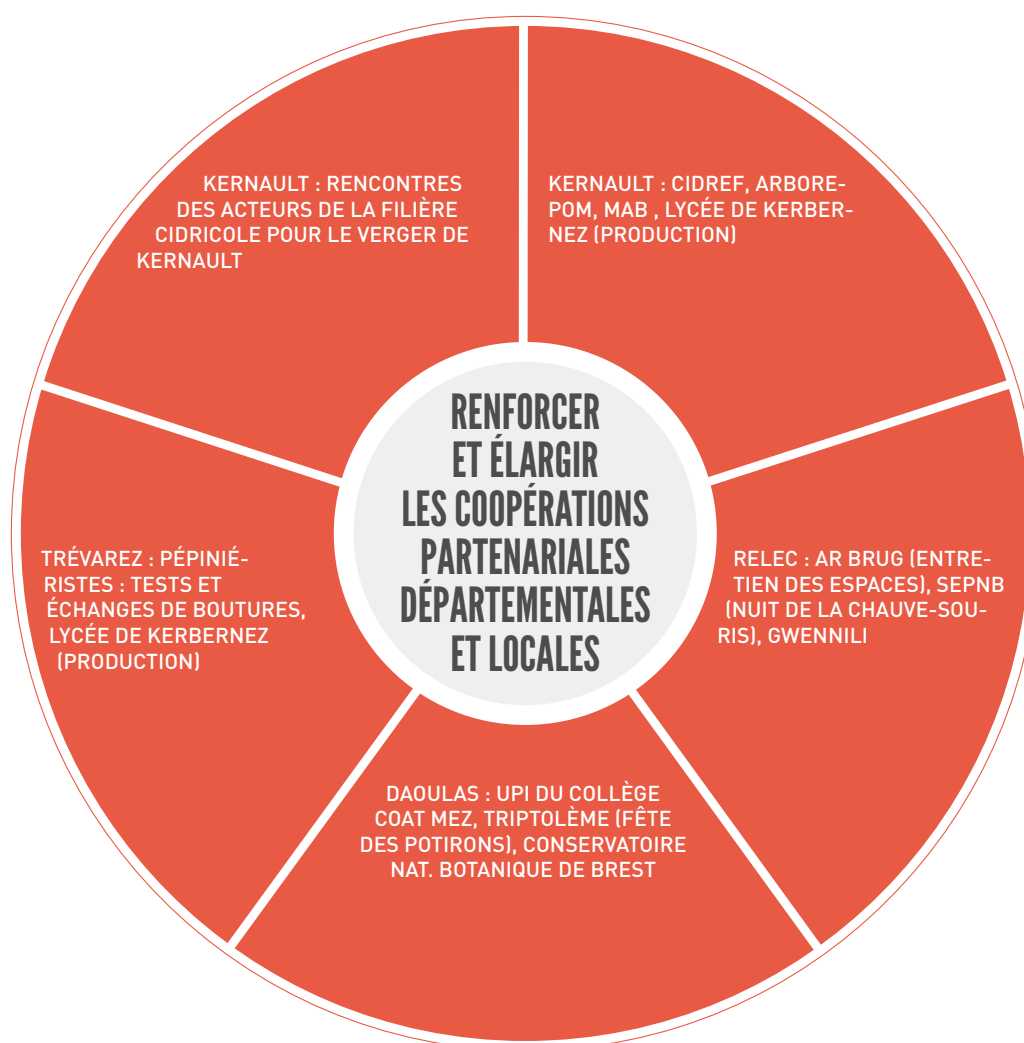 KERNAULT : RENCONTRES
DES ACTEURS DE LA FILIÈRE
CIDRICOLE POUR LE VERGER DE
KERNAULT
KERNAULT : CIDREF, ARBORE-
POM, MAB , LYCÉE DE KERBER-
NEZ (PRODUCTION)
RENFORCER
ET ÉLARGIR
LES COOPÉRATIONS
PARTENARIALES
DÉPARTEMENTALES
ET LOCALES
TRÉVAREZ : PÉPINIÉ-
RISTES : TESTS ET
ÉCHANGES DE BOUTURES,
LYCÉE DE KERBERNEZ
(PRODUCTION)
RELEC : AR BRUG (ENTRE-
TIEN DES ESPACES), SEPNB
(NUIT DE LA CHAUVE-SOU-
RIS), GWENNILI
DAOULAS : UPI DU COLLÈGE
COAT MEZ, TRIPTOLÈME (FÊTE
DES POTIRONS), CONSERVATOIRE
NAT. BOTANIQUE DE BREST